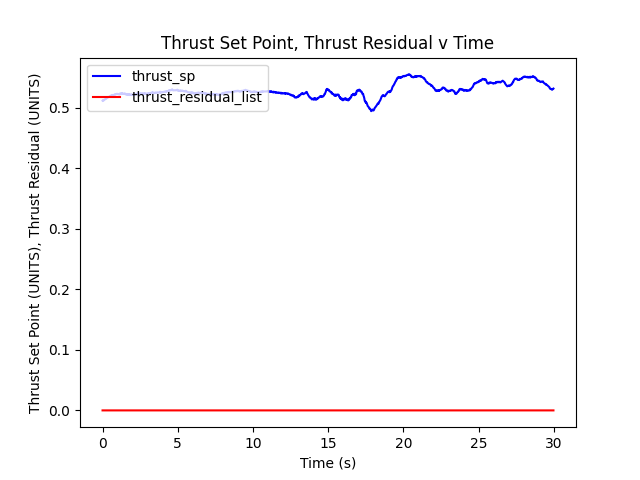 Thrust Set Point, Thrust Residual v Time
thrust_sp
thrust_residual_list
Thrust Set Point (UNITS), Thrust Residual (UNITS)
0.5
0.4
0.3
0.2
0.1
0.0
0 5 10 15 20 25 30
Time (s)